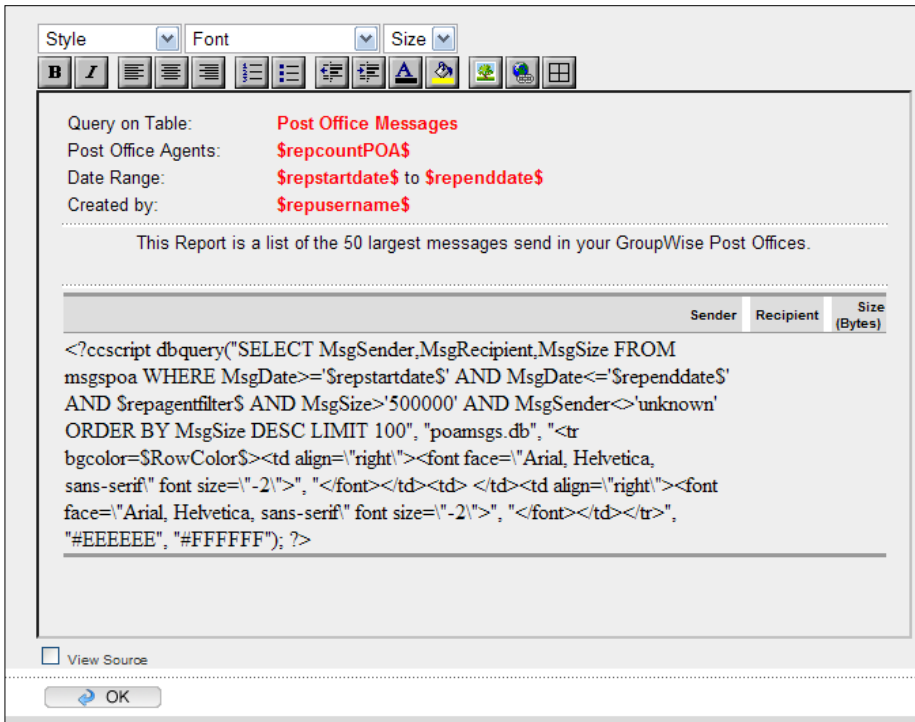 Style Font Size
B I A
Query on Table: Post Office Messages
Post Office Agents: $repcountPOA$
Date Range: $repstartdate$ to $rependdate$
Created by: $repusername$
This Report is a list of the 50 largest messages send in your GroupWise Post Offices.
Sender Recipient Size
(Bytes)
<?ccscript dbquery("SELECT MsgSender,MsgRecipient,MsgSize FROM
msgspoa WHERE MsgDate>='$repstartdate$' AND MsgDate<='$rependdate$'
AND $repagentfilter$ AND MsgSize>'500000' AND MsgSender<>'unknown'
ORDER BY MsgSize DESC LIMIT 100", "poamsgs.db", "<tr
bgcolor=$RowColor$><td align=\"right\"><font face=\"Arial, Helvetica,
sans-serif\" font size=\"-2\">", "</font></td><td> </td><td align=\"right\"><font
face=\"Arial, Helvetica, sans-serif\" font size=\"-2\">", "</font></td></tr>",
"#EEEEEE", "#FFFFFF"); ?>
View Source
OK